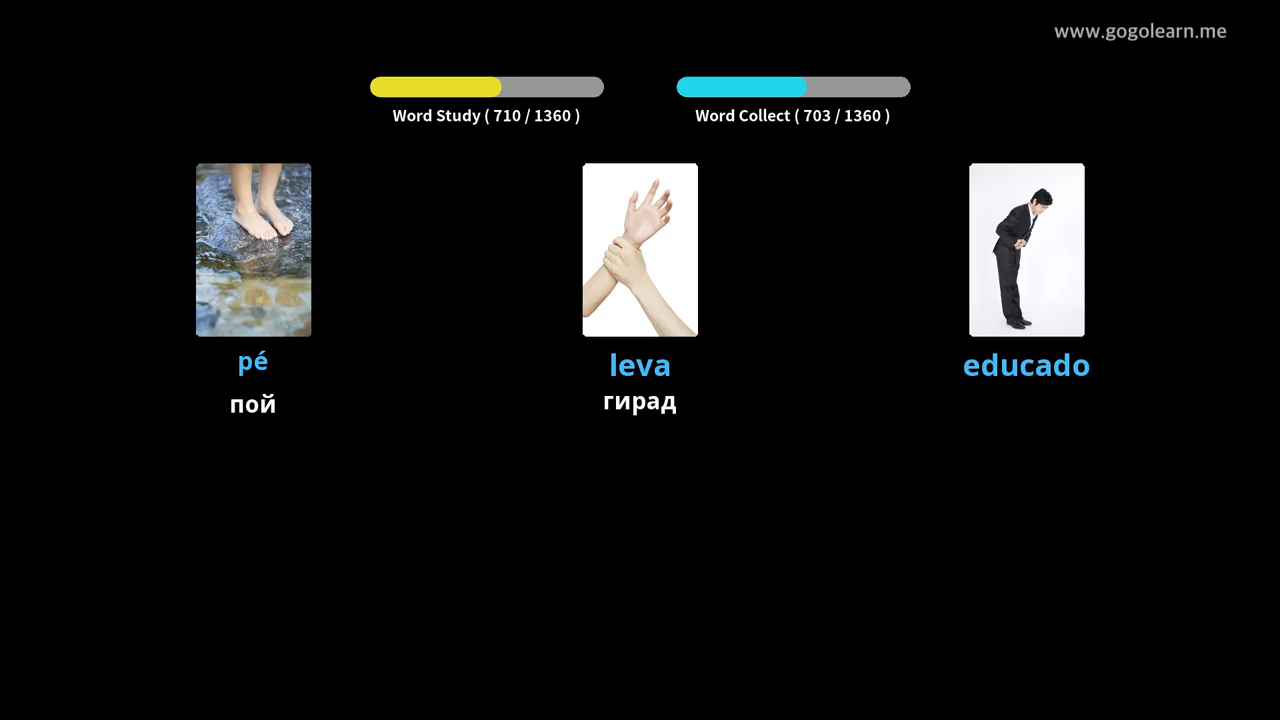 www.gogolearn.me
Word Study ( 710 / 1360 )
Word Collect ( 703 / 1360 )
pé
пой
leva
гирад
educado